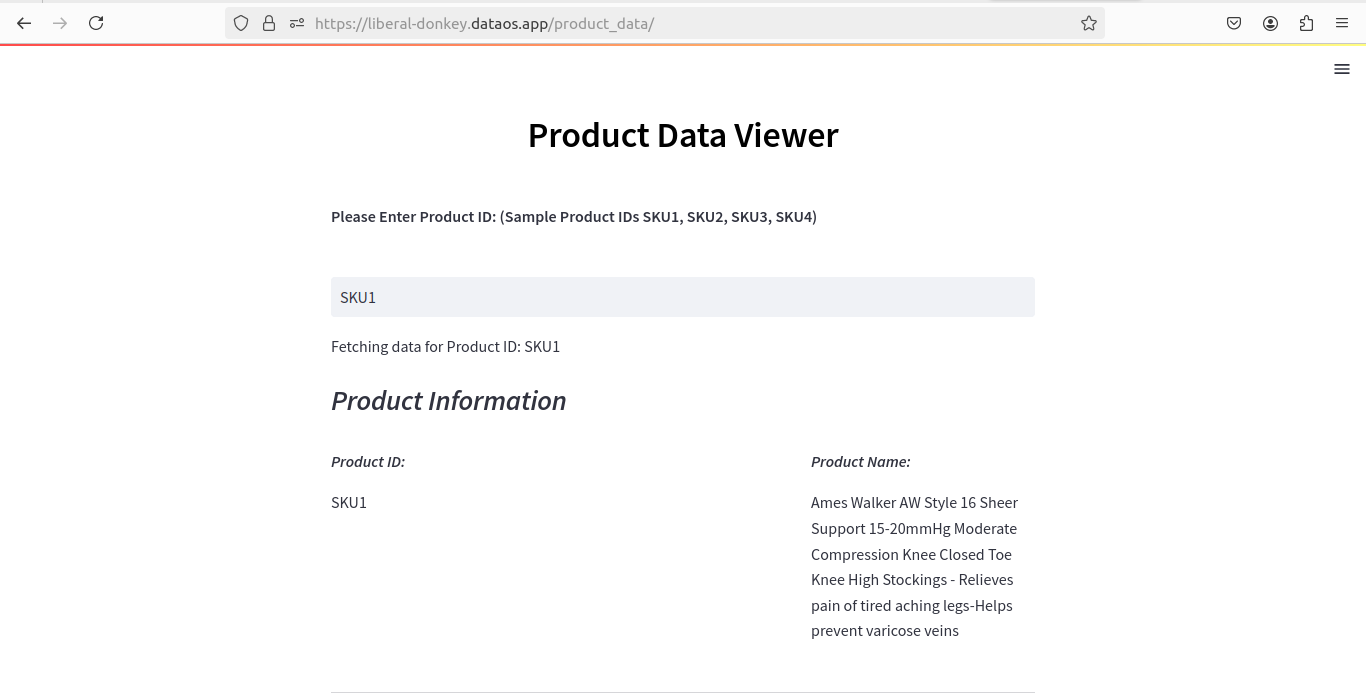 https://liberal-donkey.dataos.app/product_data/
Product Data Viewer
Please Enter Product ID: (Sample Product IDs SKU1, SKU2, SKU3, SKU4)
SKU1
Fetching data for Product ID: SKU1
Product Information
Product ID:
SKU1
Product Name:
Ames Walker AW Style 16 Sheer
Support 15-20mmHg Moderate
Compression Knee Closed Toe
Knee High Stockings - Relieves
pain of tired aching legs-Helps
prevent varicose veins